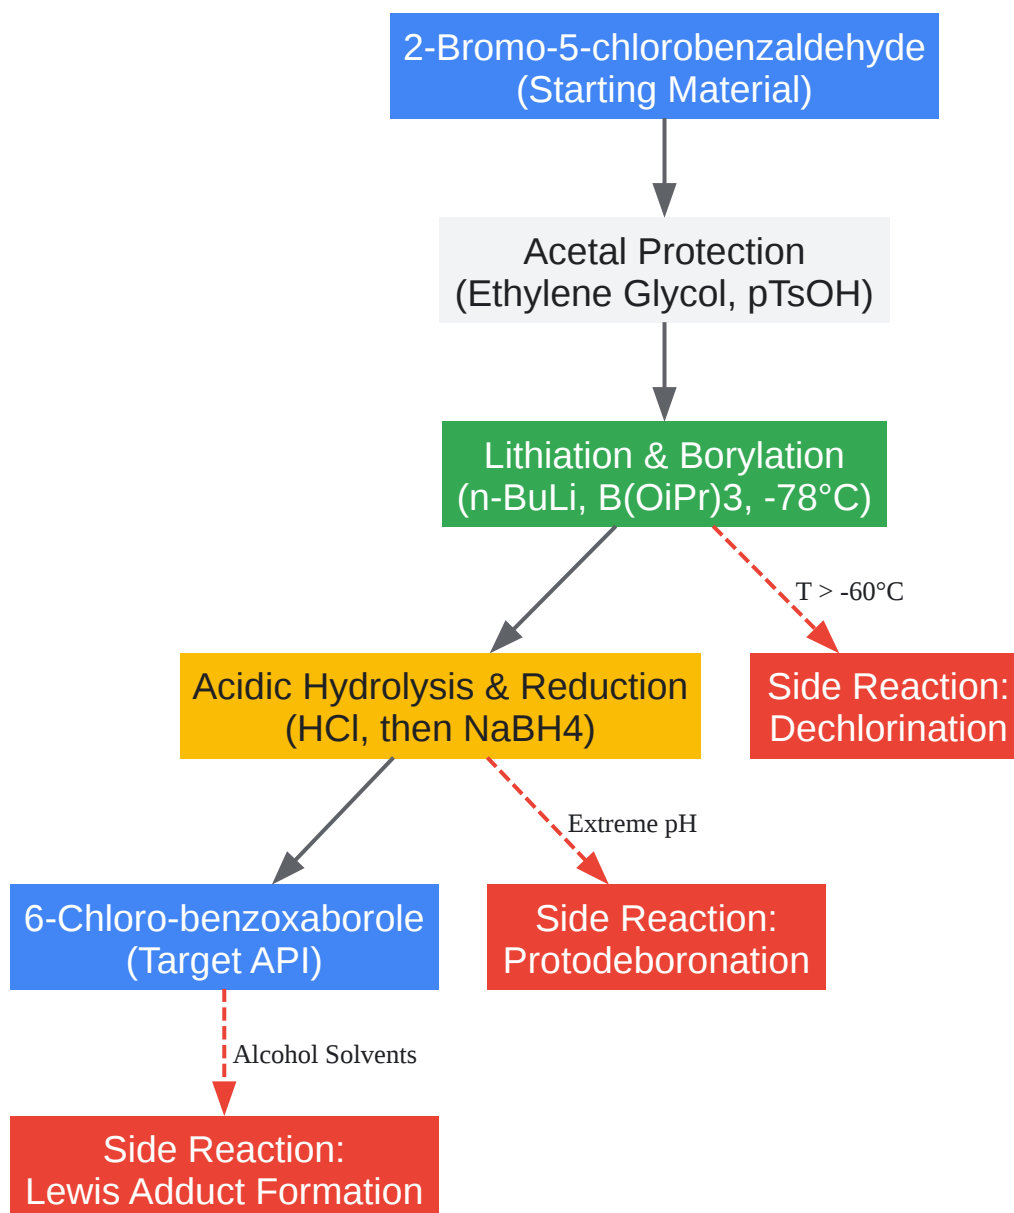 2-Bromo-5-chlorobenzaldehyde
(Starting Material)
Acetal Protection
(Ethylene Glycol, pTsOH)
Lithiation & Borylation
(n-BuLi, B(OiPr)3, -78°C)
T > -60°C
Acidic Hydrolysis & Reduction
(HCl, then NaBH4)
Side Reaction:
Dechlorination
Extreme pH
6-Chloro-benzoxaborole
(Target API)
Side Reaction:
Protodeboronation
Alcohol Solvents
Side Reaction:
Lewis Adduct Formation